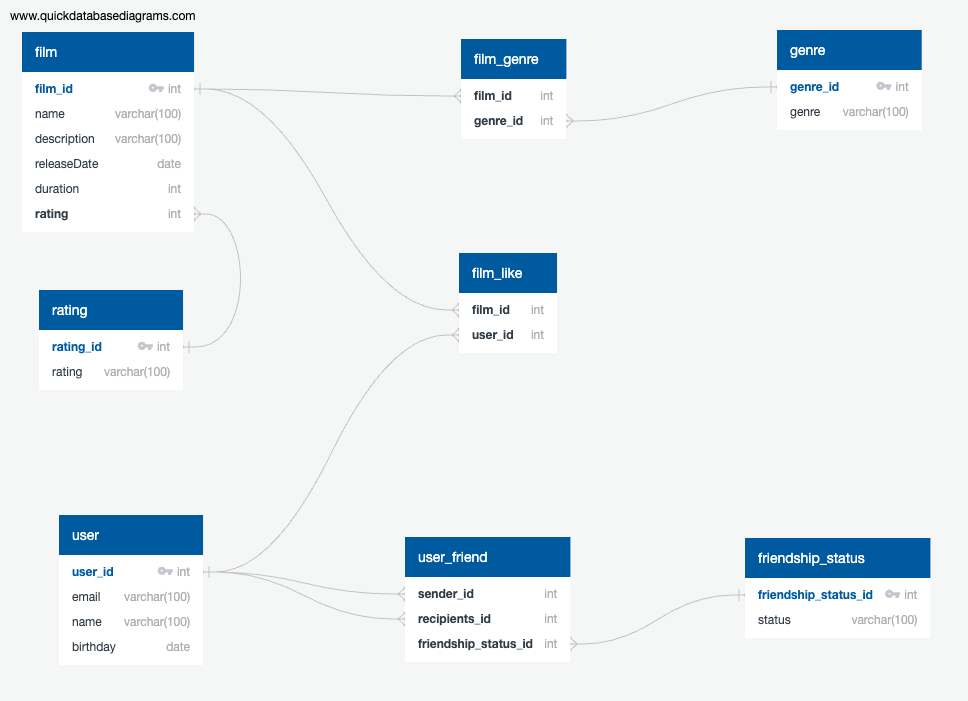 www.quickdatabasediagrams.com
film
film_id int
name varchar(100)
description varchar(100)
releaseDate date
duration int
rating int
film_genre
film_id int
genre_id int
genre
genre_id int
genre varchar(100)
rating
rating_id int
rating varchar(100)
film_like
film_id int
user_id int
user
user_id int
email varchar(100)
name varchar(100)
birthday date
user_friend
sender_id int
recipients_id int
friendship_status_id int
friendship_status
friendship_status_id int
status varchar(100)